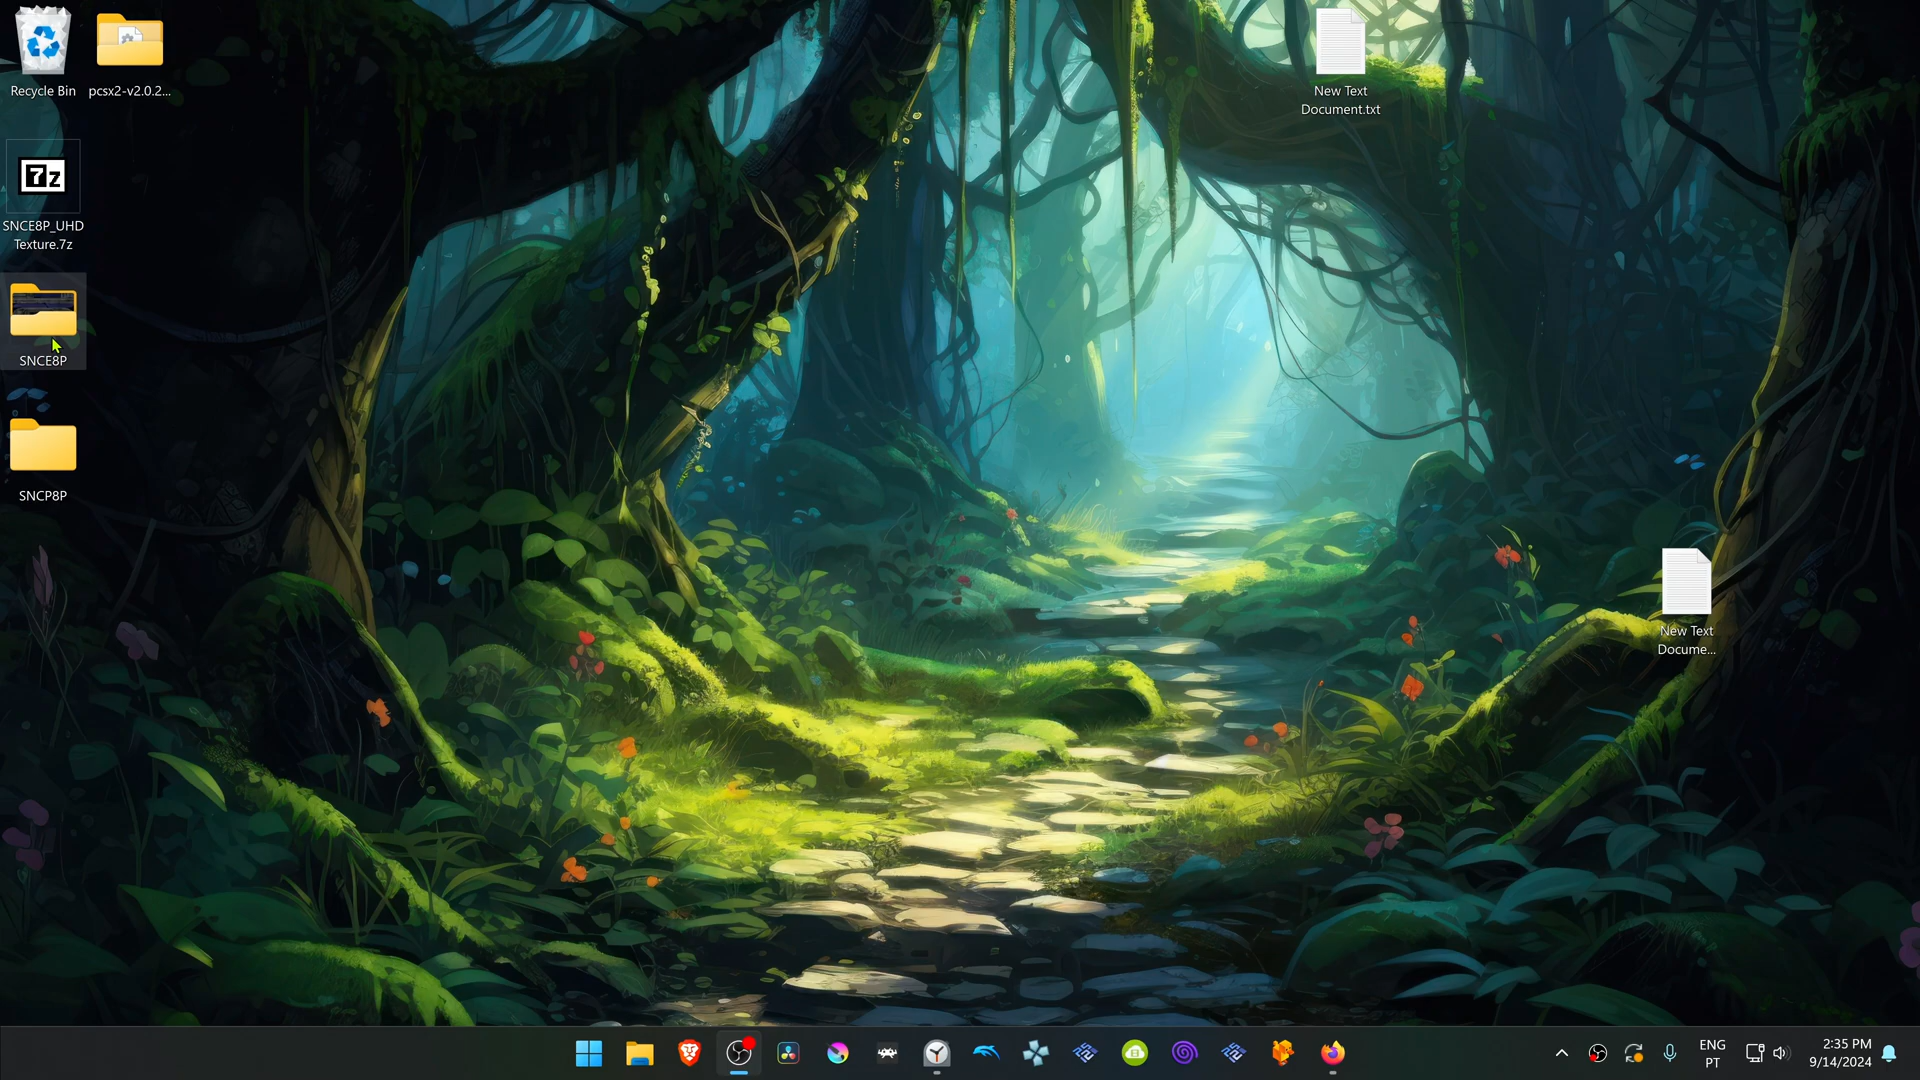 Recycle Bin
pcsx2-v2.0.2...
7z
SNCE8P_UHD
Texture.7z
SNCE8P
SNCP8P
New Text
Document.txt
New Text
Docume...
ENG
PT
2:35 PM
9/14/2024